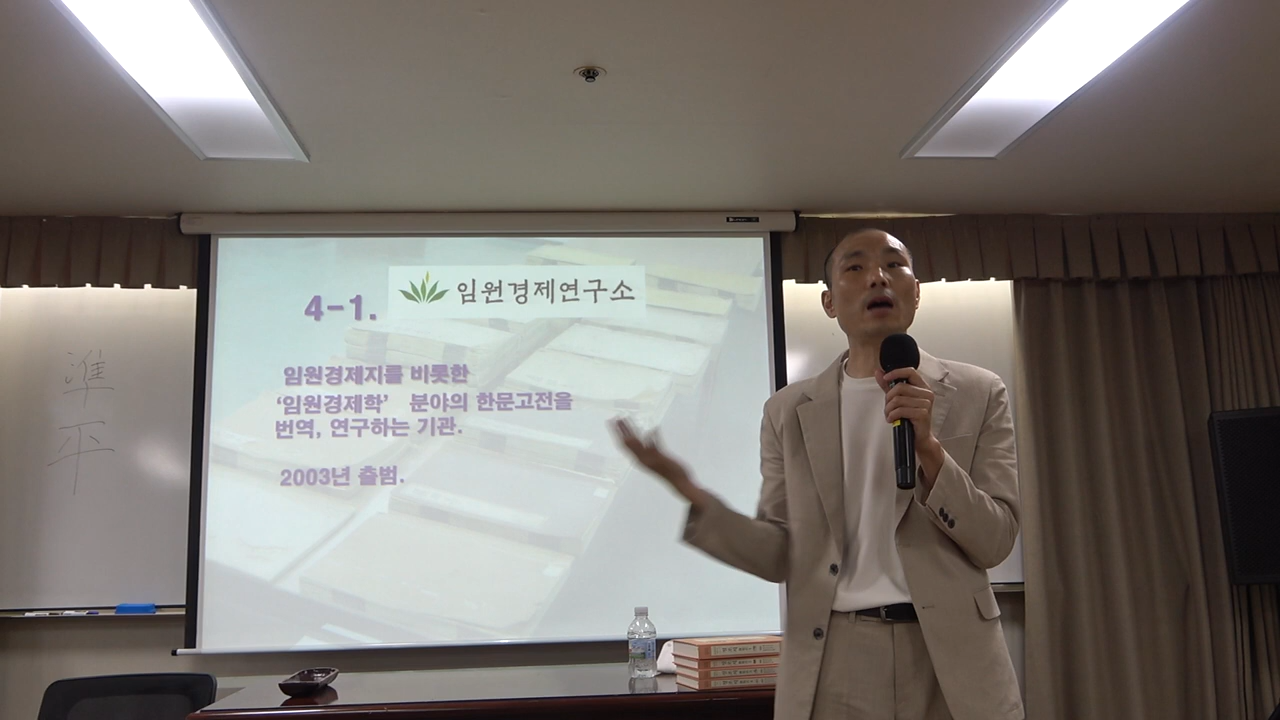 準
平
4-1.
임원경제연구소
임원경제지를 비롯한
‘임원경제학’ 분야의 한문고전을
번역, 연구하는 기관.
2003년 출범.